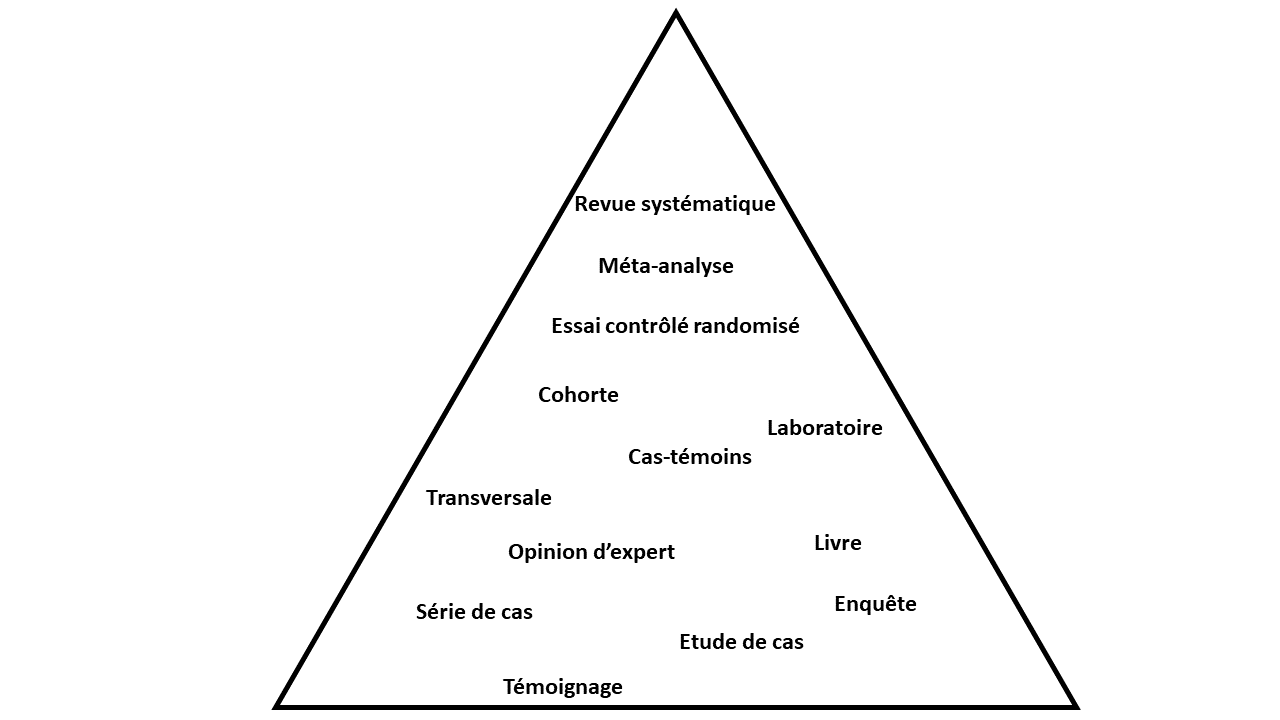 Revue systématique
Méta-analyse
Essai contrôlé randomisé
Cohorte
Laboratoire
Cas-témoins
Transversale
Livre
Opinion d’expert
Enquête
Série de cas
Etude de cas
Témoignage